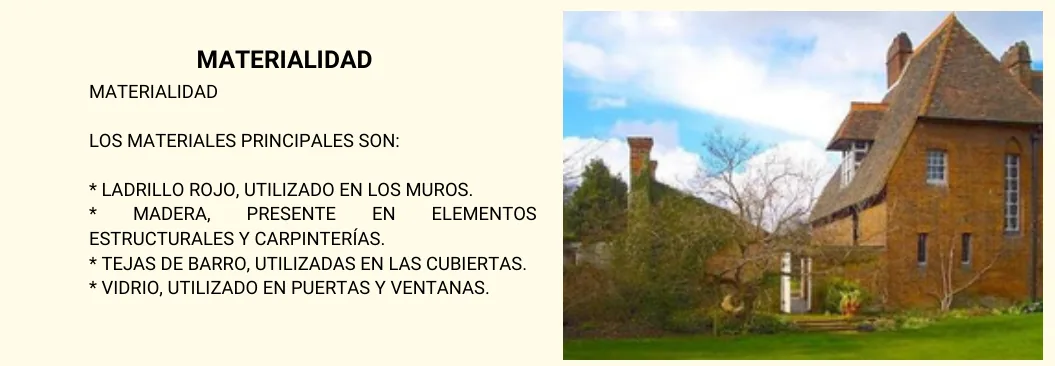 MATERIALIDAD
MATERIALIDAD
LOS MATERIALES PRINCIPALES SON:
* LADRILLO ROJO, UTILIZADO EN LOS MUROS.
* MADERA, PRESENTE EN ELEMENTOS
ESTRUCTURALES Y CARPINTERÍAS.
* TEJAS DE BARRO, UTILIZADAS EN LAS CUBIERTAS.
* VIDRIO, UTILIZADO EN PUERTAS Y VENTANAS.